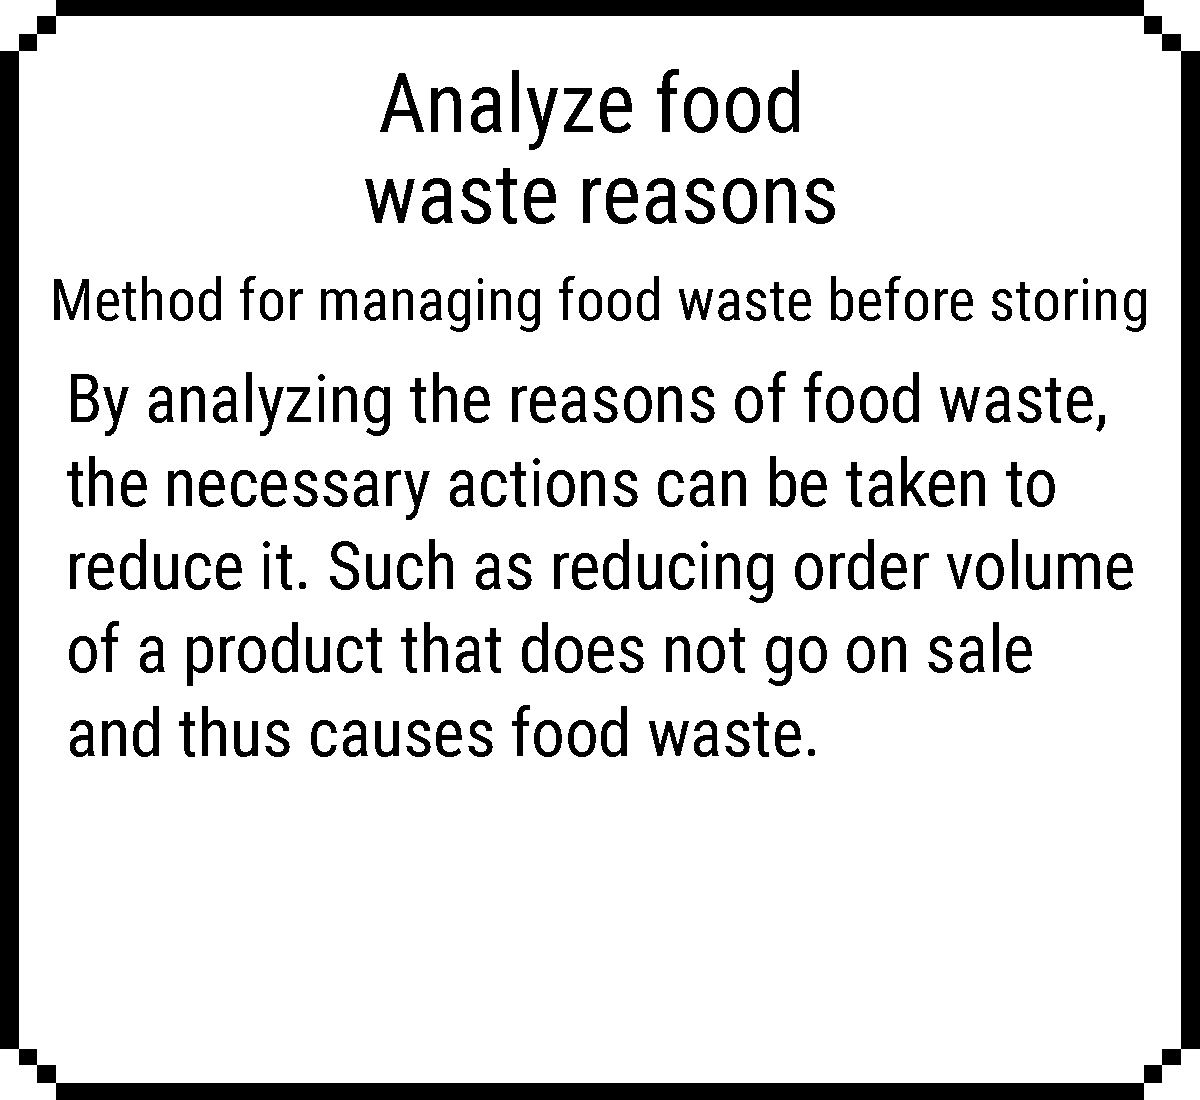 Analyze food
waste reasons
Method for managing food waste before storing
By analyzing the reasons of food waste,
the necessary actions can be taken to
reduce it. Such as reducing order volume
of a product that does not go on sale
and thus causes food waste.